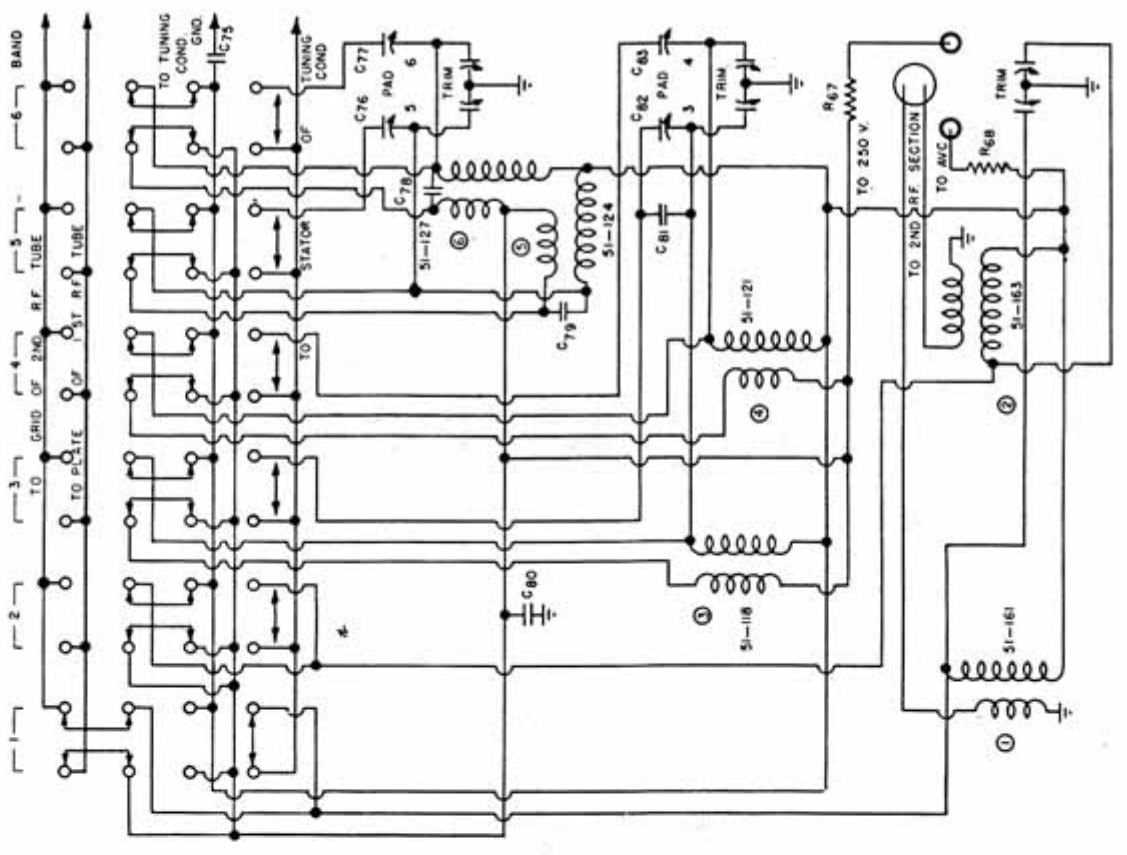 BAND
1
2
3
4
5
6
TO GRID OF 2ND RF TUBE
TO PLATE OF 1ST RF TUBE
TO TUNING
COND. GND.
C75
TO STATOR OF TUNING
COND
C77
C76
PAD
6
5
TRIM
C78
51-127
6
5
51-124
C79
C83
C82
PAD
4
3
TRIM
C81
51-121
4
3
51-118
C80
R67
TO 250 V.
TO 2ND R.F. SECTION
TO AVC
R68
TRIM
51-163
2
51-161
1